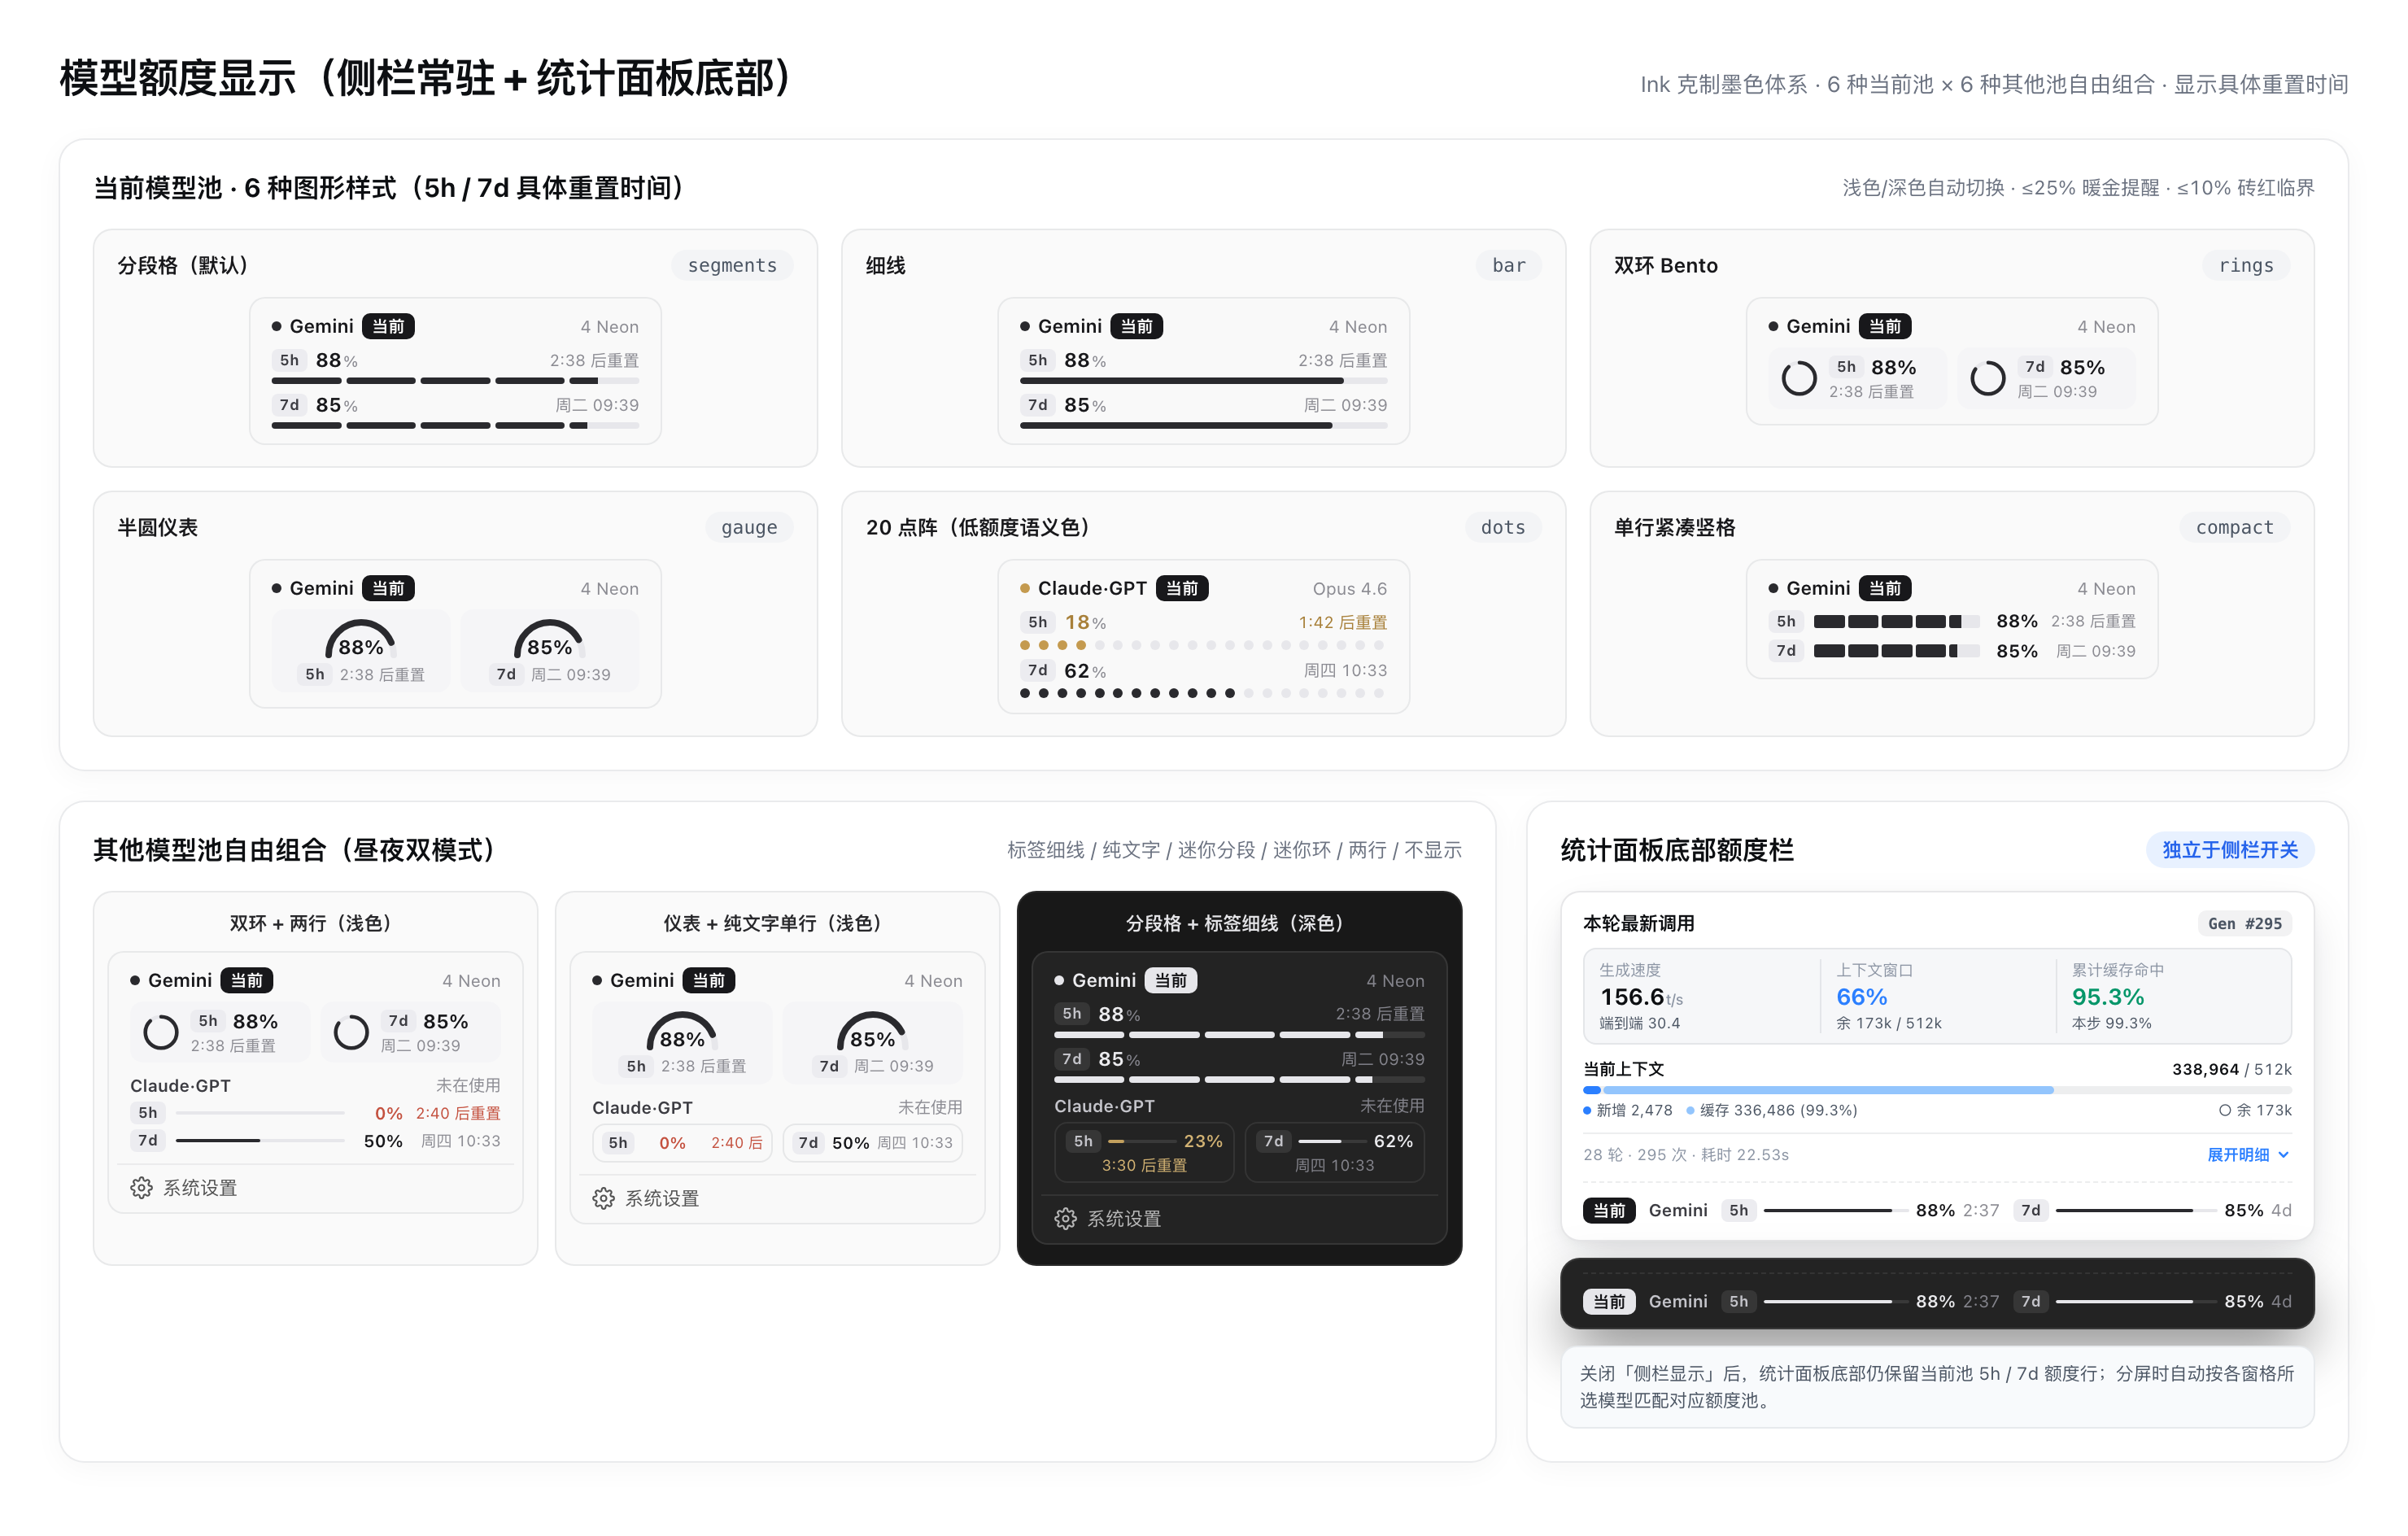 模型额度显示（侧栏常驻 + 统计面板底部）
Ink 克制墨色体系 · 6 种当前池 × 6 种其他池自由组合 · 显示具体重置时间
当前模型池 · 6 种图形样式（5h / 7d 具体重置时间）
浅色/深色自动切换 · ≤25% 暖金提醒 · ≤10% 砖红临界
分段格（默认）
segments
Gemini 当前 4 Neon
5h 88% 2:38 后重置
7d 85% 周二 09:39
细线
bar
Gemini 当前 4 Neon
5h 88% 2:38 后重置
7d 85% 周二 09:39
双环 Bento
rings
Gemini 当前 4 Neon
5h 88% 7d 85%
2:38 后重置 周二 09:39
半圆仪表
gauge
Gemini 当前 4 Neon
88% 85%
5h 2:38 后重置 7d 周二 09:39
20 点阵（低额度语义色）
dots
Claude·GPT 当前 Opus 4.6
5h 18% 1:42 后重置
7d 62% 周四 10:33
单行紧凑竖格
compact
Gemini 当前 4 Neon
5h 88% 2:38 后重置
7d 85% 周二 09:39
其他模型池自由组合（昼夜双模式）
标签细线 / 纯文字 / 迷你分段 / 迷你环 / 两行 / 不显示
双环 + 两行（浅色）
Gemini 当前 4 Neon
5h 88% 7d 85%
2:38 后重置 周二 09:39
Claude·GPT 未在使用
5h 0% 2:40 后重置
7d 50% 周四 10:33
系统设置
仪表 + 纯文字单行（浅色）
Gemini 当前 4 Neon
88% 85%
5h 2:38 后重置 7d 周二 09:39
Claude·GPT 未在使用
5h 0% 2:40 后 7d 50% 周四 10:33
系统设置
分段格 + 标签细线（深色）
Gemini 当前 4 Neon
5h 88% 2:38 后重置
7d 85% 周二 09:39
Claude·GPT 未在使用
5h 23% 7d 62%
3:30 后重置 周四 10:33
系统设置
统计面板底部额度栏
独立于侧栏开关
本轮最新调用 Gen #295
生成速度 上下文窗口 累计缓存命中
156.6t/s 66% 95.3%
端到端 30.4 余 173k / 512k 本步 99.3%
当前上下文 338,964 / 512k
新增 2,478 缓存 336,486 (99.3%) 余 173k
28 轮 · 295 次 · 耗时 22.53s 展开明细
当前 Gemini 5h 88% 2:37 7d 85% 4d
当前 Gemini 5h 88% 2:37 7d 85% 4d
关闭「侧栏显示」后，统计面板底部仍保留当前池 5h / 7d 额度行；分屏时自动按各窗格所
选模型匹配对应额度池。